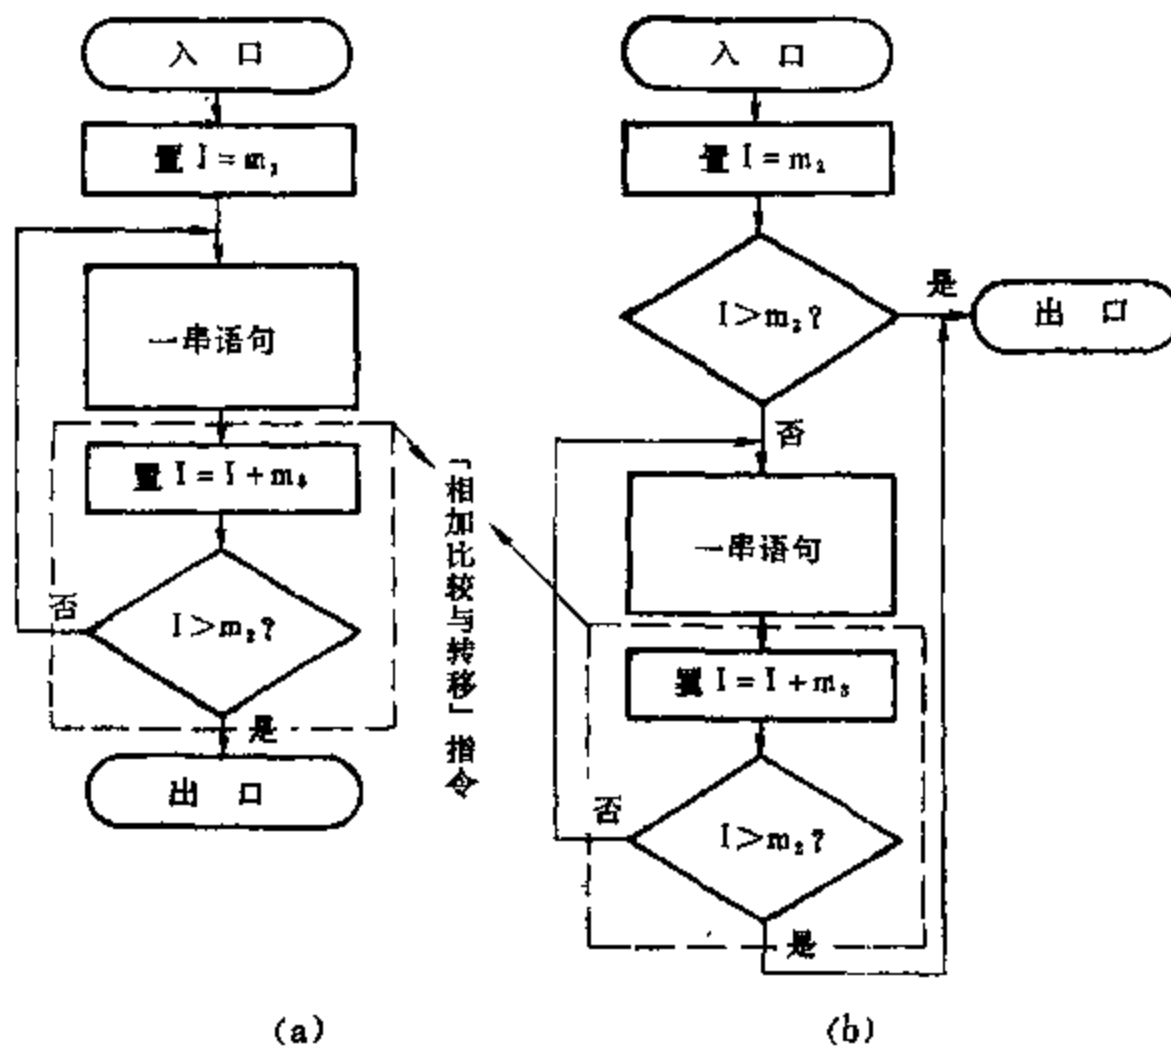 入 口
置 I=m₁
一串语句
置 I=I+m₃
否
I>m₂?
是
出 口
(a)
「相加比较与转移」指令
入 口
置 I=m₁
I>m₂?
是
出 口
否
一串语句
置 I=I+m₃
否
I>m₂?
是
(b)